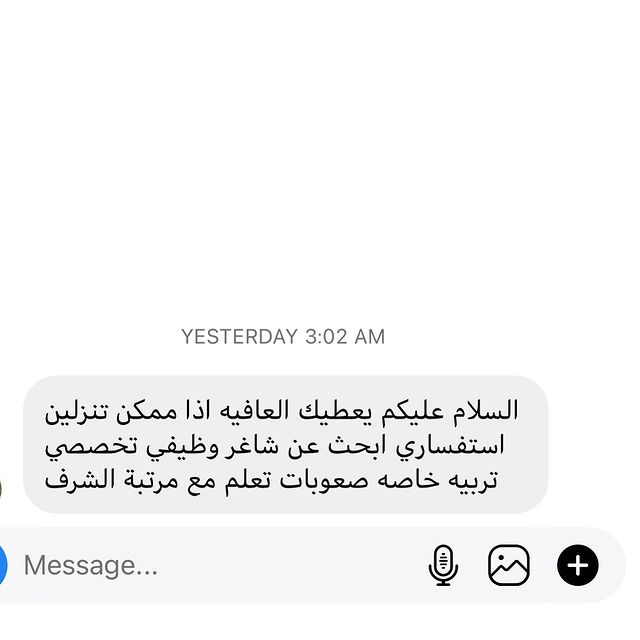 YESTERDAY 3:02 AM
السلام عليكم يعطيك العافيه اذا ممكن تنزلين
استفساري ابحث عن شاغر وظيفي تخصصي
تربيه خاصه صعوبات تعلم مع مرتبة الشرف
Message...